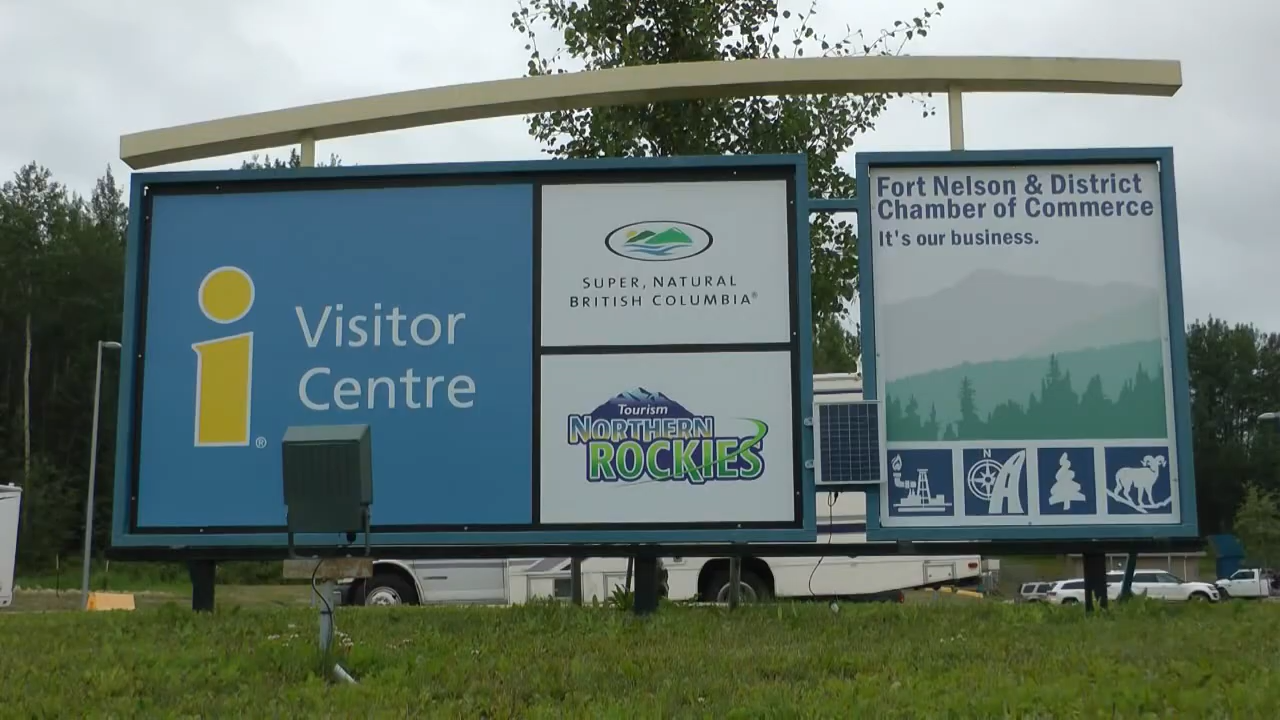 i®
Visitor
Centre
SUPER, NATURAL
BRITISH COLUMBIA®
Tourism
NORTHERN
ROCKIES
Fort Nelson & District
Chamber of Commerce
It's our business.
N